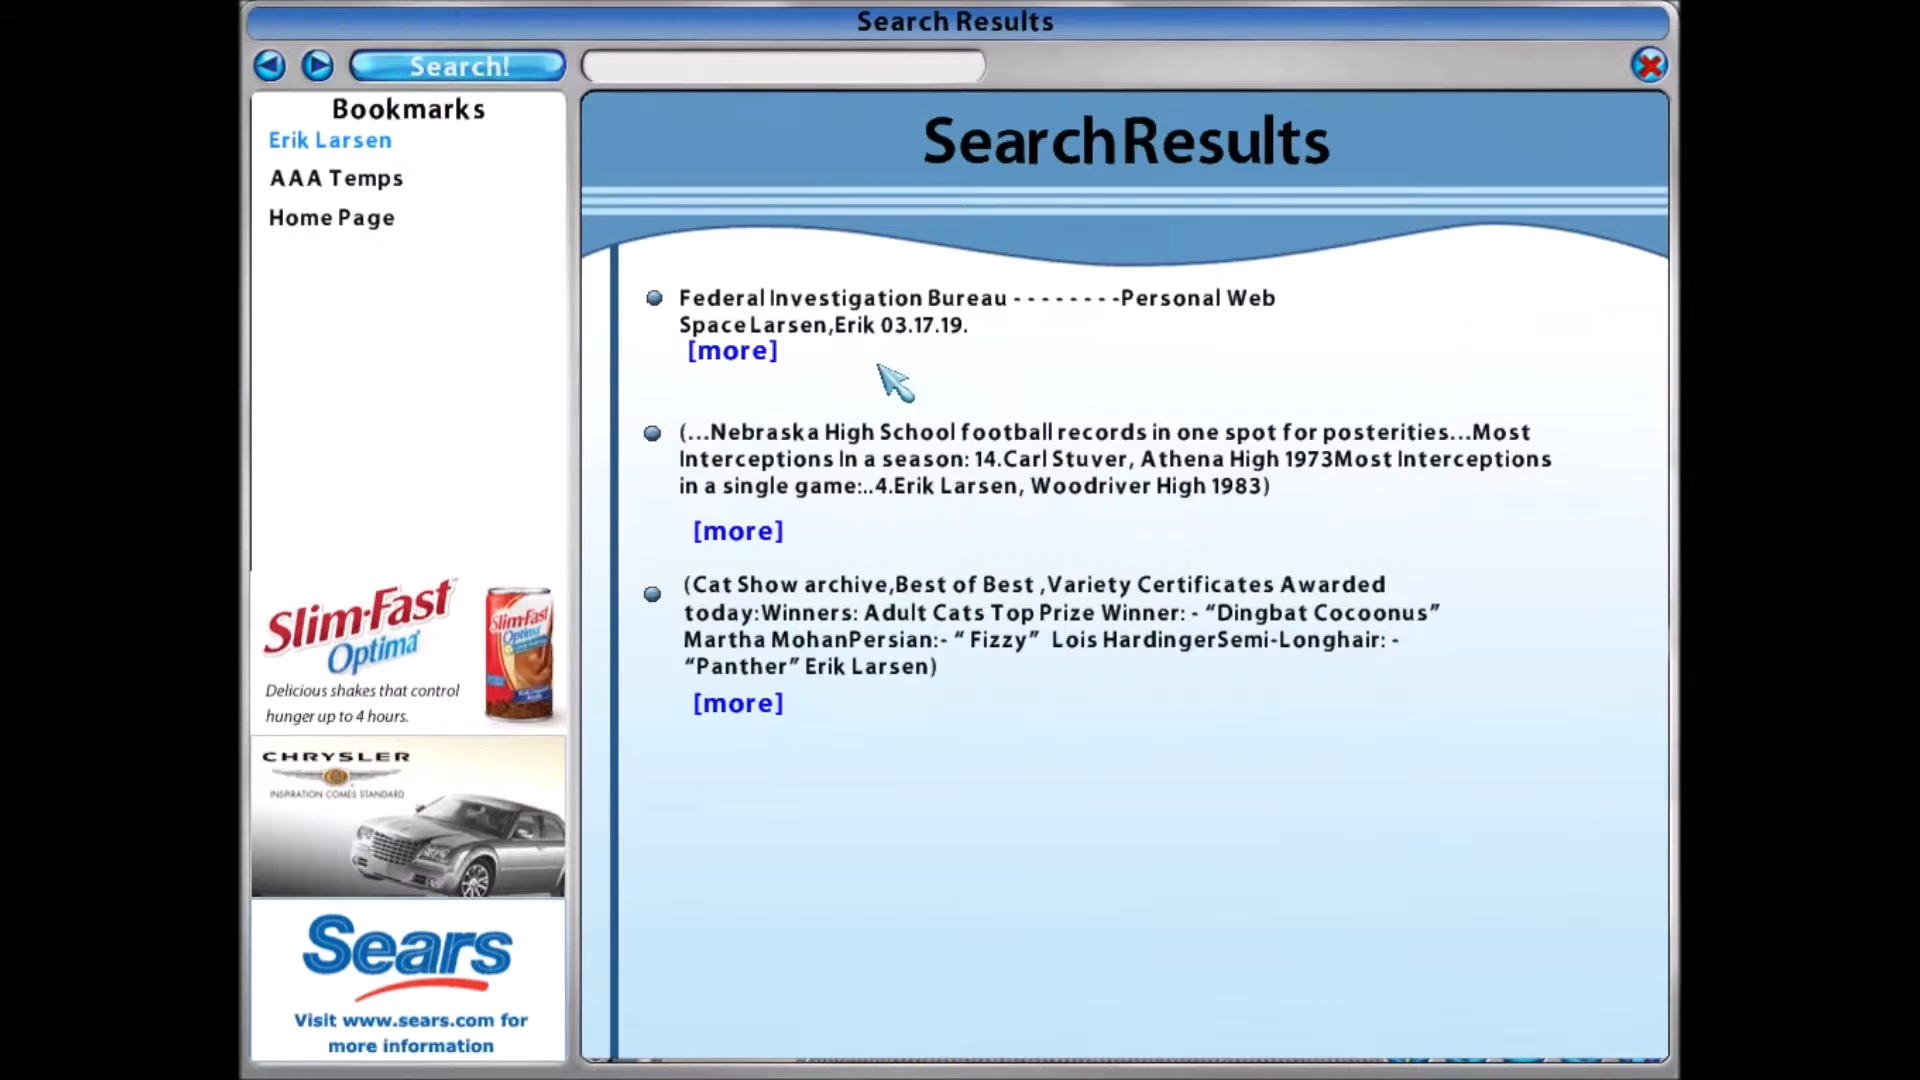 Search Results
Search!
Bookmarks
Erik Larsen
AAA Temps
Home Page
Search Results
Federal Investigation Bureau - - - - - - - -Personal Web
Space Larsen,Erik 03.17.19.
[more]
(...Nebraska High School football records in one spot for posterities...Most
Interceptions In a season: 14.Carl Stuver, Athena High 1973Most Interceptions
in a single game:..4.Erik Larsen, Woodriver High 1983)
[more]
(Cat Show archive,Best of Best ,Variety Certificates Awarded
today:Winners: Adult Cats Top Prize Winner: - “Dingbat Cocoonus”
Martha MohanPersian:- “ Fizzy”  Lois HardingerSemi-Longhair: -
“Panther” Erik Larsen)
[more]
Slim-Fast
Optima
Delicious shakes that control
hunger up to 4 hours.
Slim-Fast
Optima
CHRYSLER
INSPIRATION COMES STANDARD
Sears
Visit www.sears.com for
more information